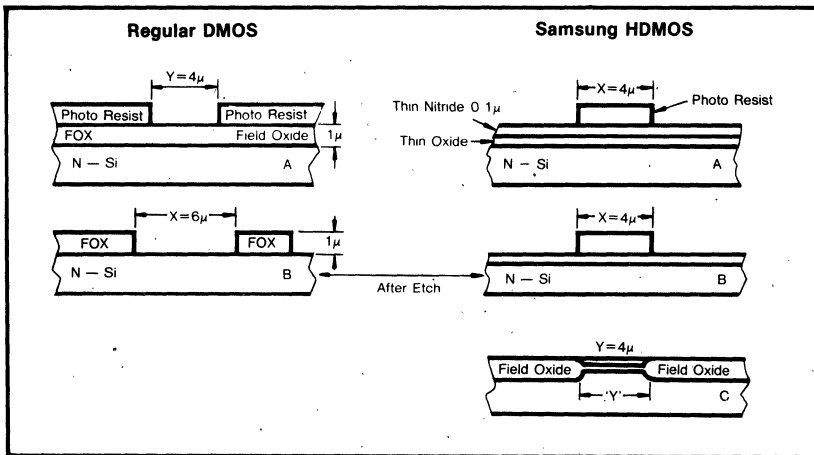 Regular DMOS
Samsung HDMOS
Y=4μ
Photo Resist
Photo Resist
FOX
Field Oxide
1μ
N — Si
A
X=4μ
Photo Resist
Thin Nitride 0 1μ
Thin Oxide
N — Si
A
X=6μ
FOX
FOX
1μ
N — Si
B
After Etch
X=4μ
N — Si
B
Y=4μ
Field Oxide
Field Oxide
'Y'
C